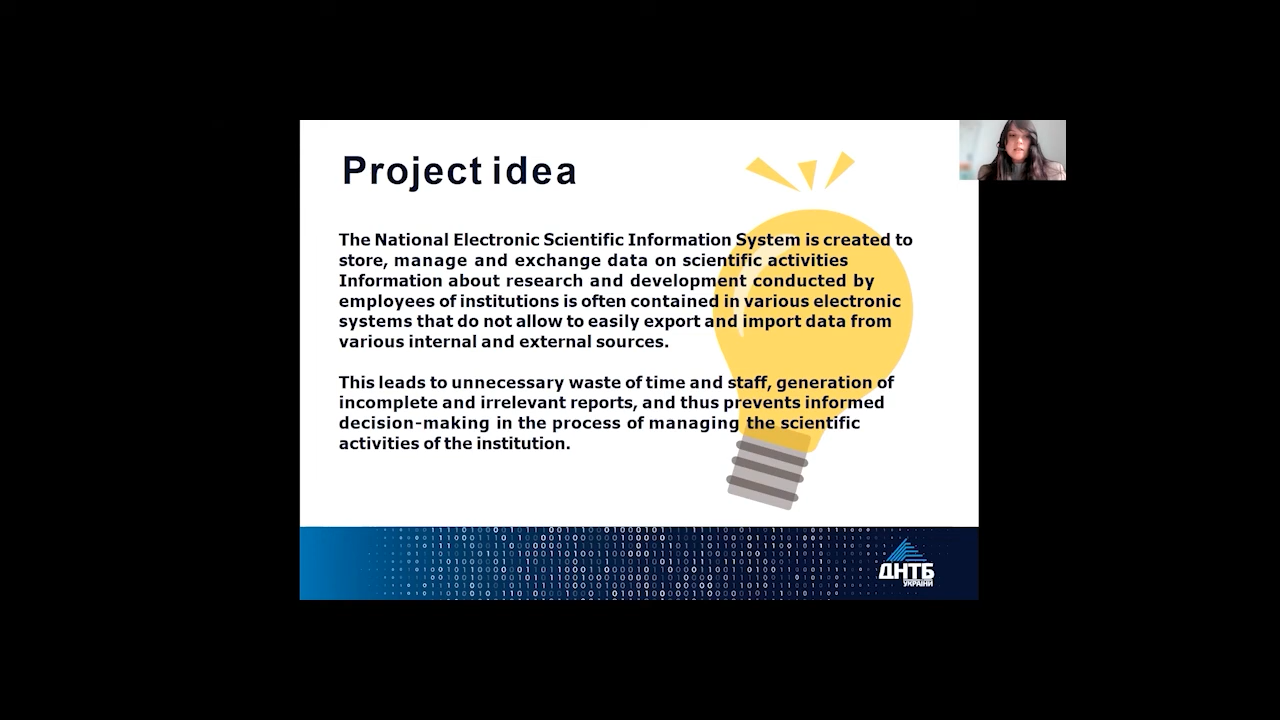 Project idea
The National Electronic Scientific Information System is created to
store, manage and exchange data on scientific activities
Information about research and development conducted by
employees of institutions is often contained in various electronic
systems that do not allow to easily export and import data from
various internal and external sources.
This leads to unnecessary waste of time and staff, generation of
incomplete and irrelevant reports, and thus prevents informed
decision-making in the process of managing the scientific
activities of the institution.
ДНТБ
УКРАЇНИ